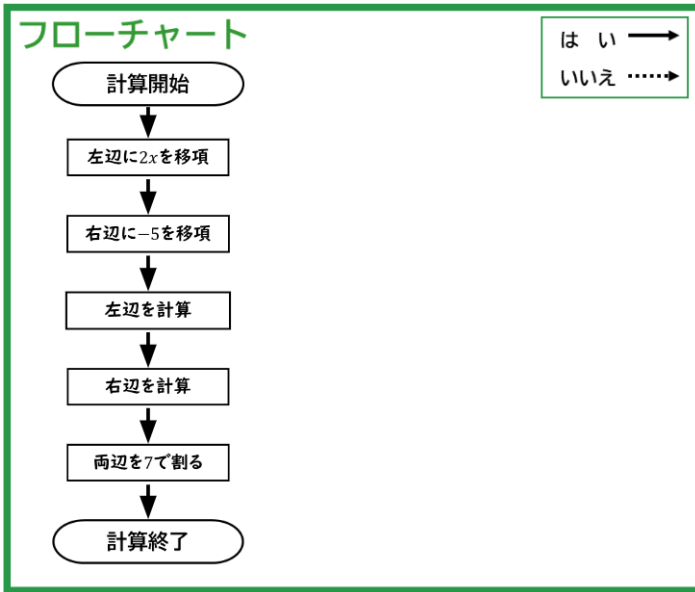 フローチャート
は い
いいえ
計算開始
左辺に2xを移項
右辺に−5を移項
左辺を計算
右辺を計算
両辺を7で割る
計算終了